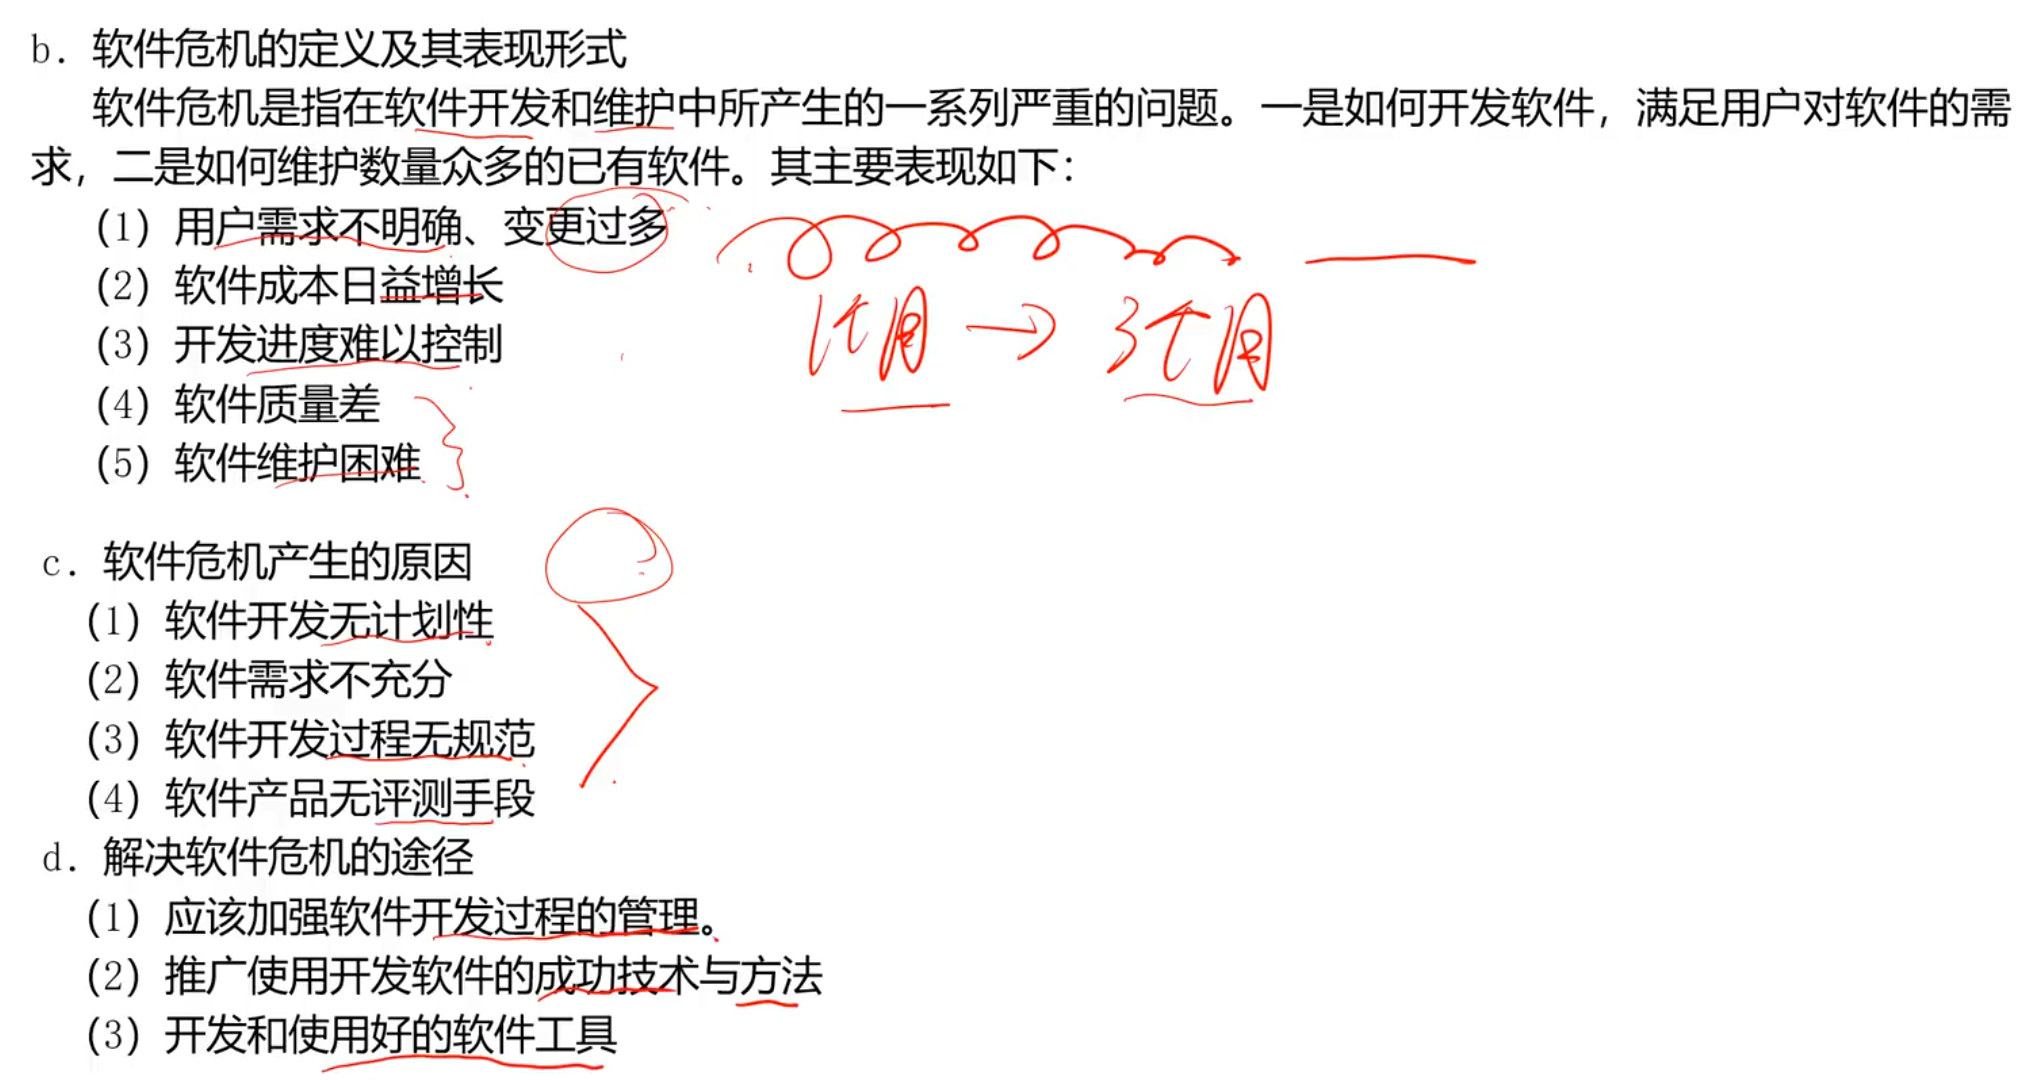 b. 软件危机的定义及其表现形式
软件危机是指在软件开发和维护中所产生的一系列严重的问题。一是如何开发软件，满足用户对软件的需
求，二是如何维护数量众多的已有软件。其主要表现如下：
（1）用户需求不明确、变更过多
（2）软件成本日益增长
（3）开发进度难以控制
1个月 → 3个月
（4）软件质量差
（5）软件维护困难
c. 软件危机产生的原因
（1）软件开发无计划性
（2）软件需求不充分
（3）软件开发过程无规范
（4）软件产品无评测手段
d. 解决软件危机的途径
（1）应该加强软件开发过程的管理。
（2）推广使用开发软件的成功技术与方法
（3）开发和使用好的软件工具